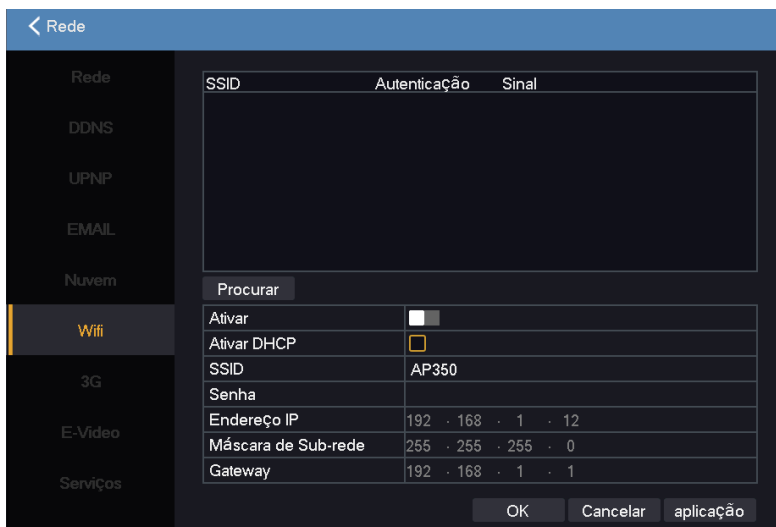 Rede
Rede
DDNS
UPNP
EMAIL
Nuvem
Wifi
3G
E-Video
Serviços
SSID Autenticação Sinal
Procurar
Ativar
Ativar DHCP
SSID AP350
Senha
Endereço IP 192 . 168 . 1 . 12
Máscara de Sub-rede 255 . 255 . 255 . 0
Gateway 192 . 168 . 1 . 1
OK Cancelar aplicação